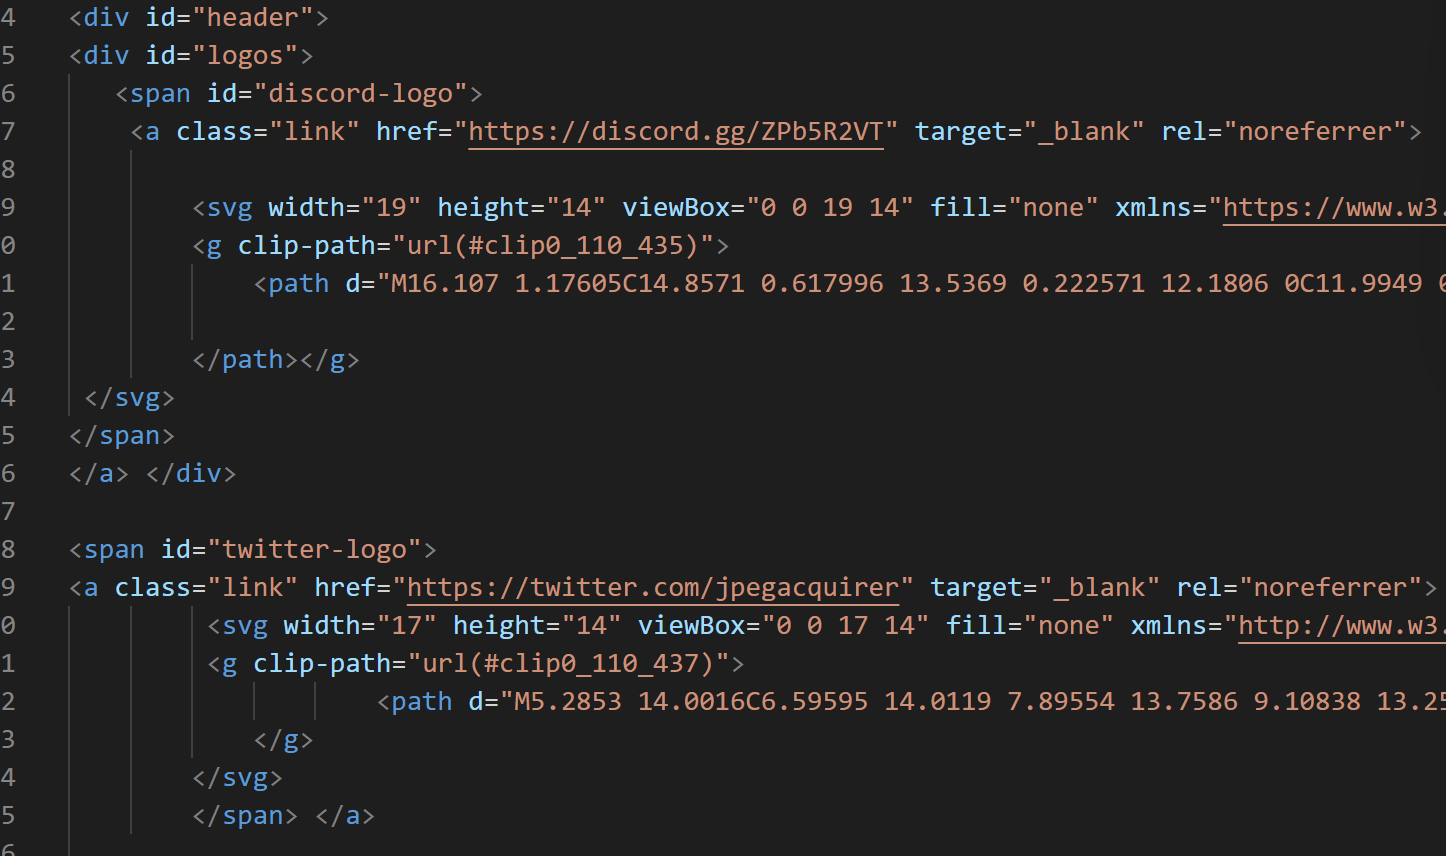 4 <div id="header">
5 <div id="logos">
6 <span id="discord-logo">
7 <a class="link" href="https://discord.gg/ZPb5R2VT" target="_blank" rel="noreferrer">
8
9 <svg width="19" height="14" viewBox="0 0 19 14" fill="none" xmlns="https://www.w3.
0 <g clip-path="url(#clip0_110_435)">
1 <path d="M16.107 1.17605C14.8571 0.617996 13.5369 0.222571 12.1806 0C11.9949 0
2
3 </path></g>
4 </svg>
5 </span>
6 </a> </div>
7
8 <span id="twitter-logo">
9 <a class="link" href="https://twitter.com/jpegacquirer" target="_blank" rel="noreferrer">
0 <svg width="17" height="14" viewBox="0 0 17 14" fill="none" xmlns="http://www.w3.
1 <g clip-path="url(#clip0_110_437)">
2 <path d="M5.2853 14.0016C6.59595 14.0119 7.89554 13.7586 9.10838 13.25
3 </g>
4 </svg>
5 </span> </a>
6